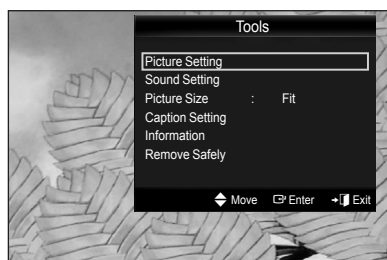 Tools
Picture Setting
Sound Setting
Picture Size : Fit
Caption Setting
Information
Remove Safely
Move Enter Exit